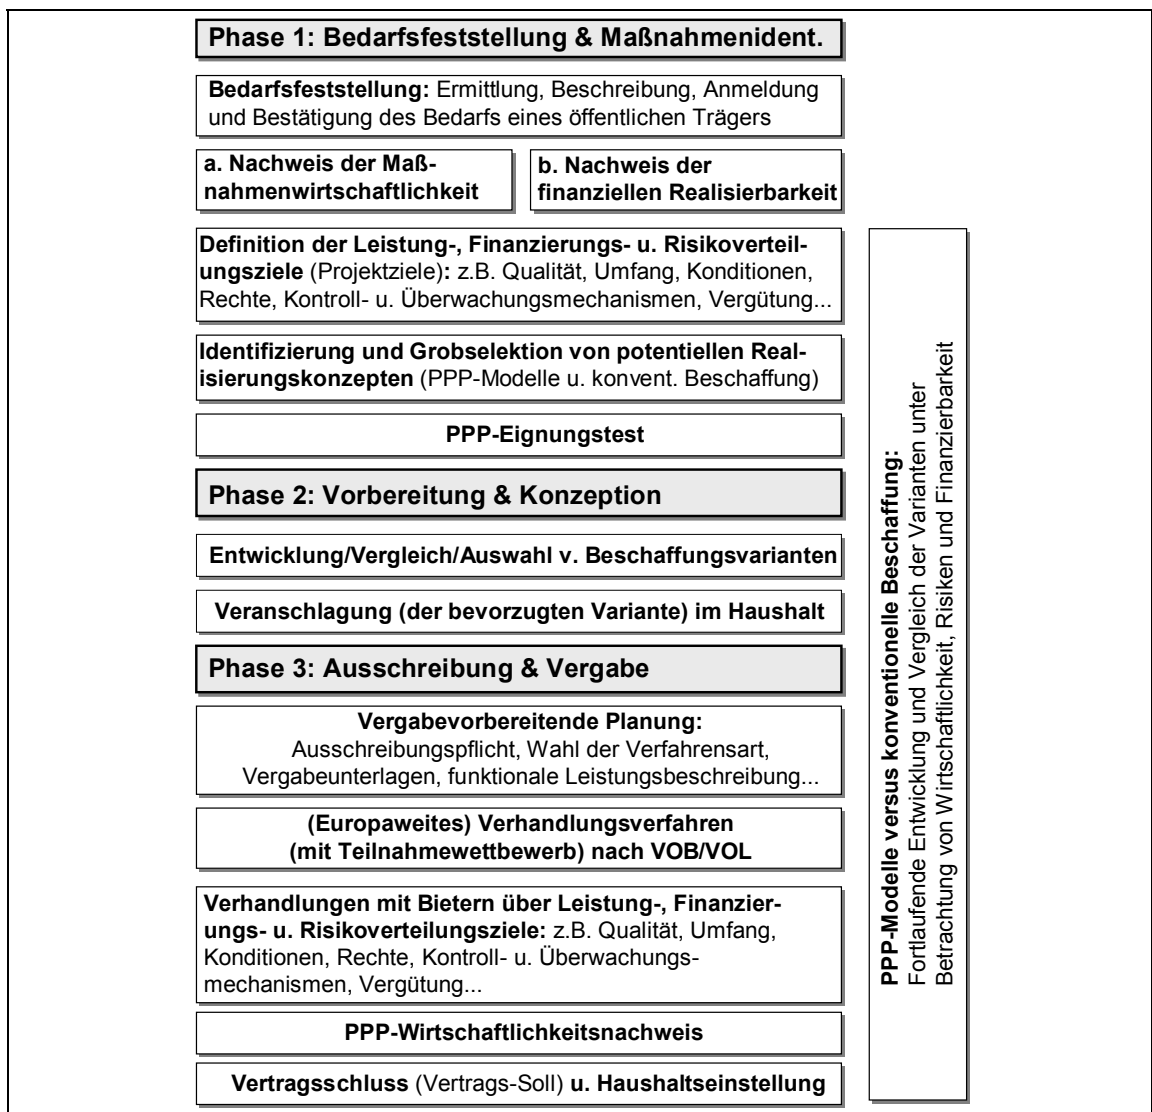 Phase 1: Bedarfsfeststellung & Maßnahmenident.
Bedarfsfeststellung: Ermittlung, Beschreibung, Anmeldung
und Bestätigung des Bedarfs eines öffentlichen Trägers
a. Nachweis der Maß-
nahmenwirtschaftlichkeit
b. Nachweis der
finanziellen Realisierbarkeit
Definition der Leistung-, Finanzierungs- u. Risikoverteil-
ungsziele (Projektziele): z.B. Qualität, Umfang, Konditionen,
Rechte, Kontroll- u. Überwachungsmechanismen, Vergütung...
Identifizierung und Grobselektion von potentiellen Real-
isierungskonzepten (PPP-Modelle u. konvent. Beschaffung)
PPP-Eignungstest
Phase 2: Vorbereitung & Konzeption
Entwicklung/Vergleich/Auswahl v. Beschaffungsvarianten
Veranschlagung (der bevorzugten Variante) im Haushalt
Phase 3: Ausschreibung & Vergabe
Vergabevorbereitende Planung:
Ausschreibungspflicht, Wahl der Verfahrensart,
Vergabeunterlagen, funktionale Leistungsbeschreibung...
(Europaweites) Verhandlungsverfahren
(mit Teilnahmewettbewerb) nach VOB/VOL
Verhandlungen mit Bietern über Leistung-, Finanzier-
ungs- u. Risikoverteilungsziele: z.B. Qualität, Umfang,
Konditionen, Rechte, Kontroll- u. Überwachungs-
mechanismen, Vergütung...
PPP-Wirtschaftlichkeitsnachweis
Vertragsschluss (Vertrags-Soll) u. Haushaltseinstellung
PPP-Modelle versus konventionelle Beschaffung:
Fortlaufende Entwicklung und Vergleich der Varianten unter
Betrachtung von Wirtschaftlichkeit, Risiken und Finanzierbarkeit